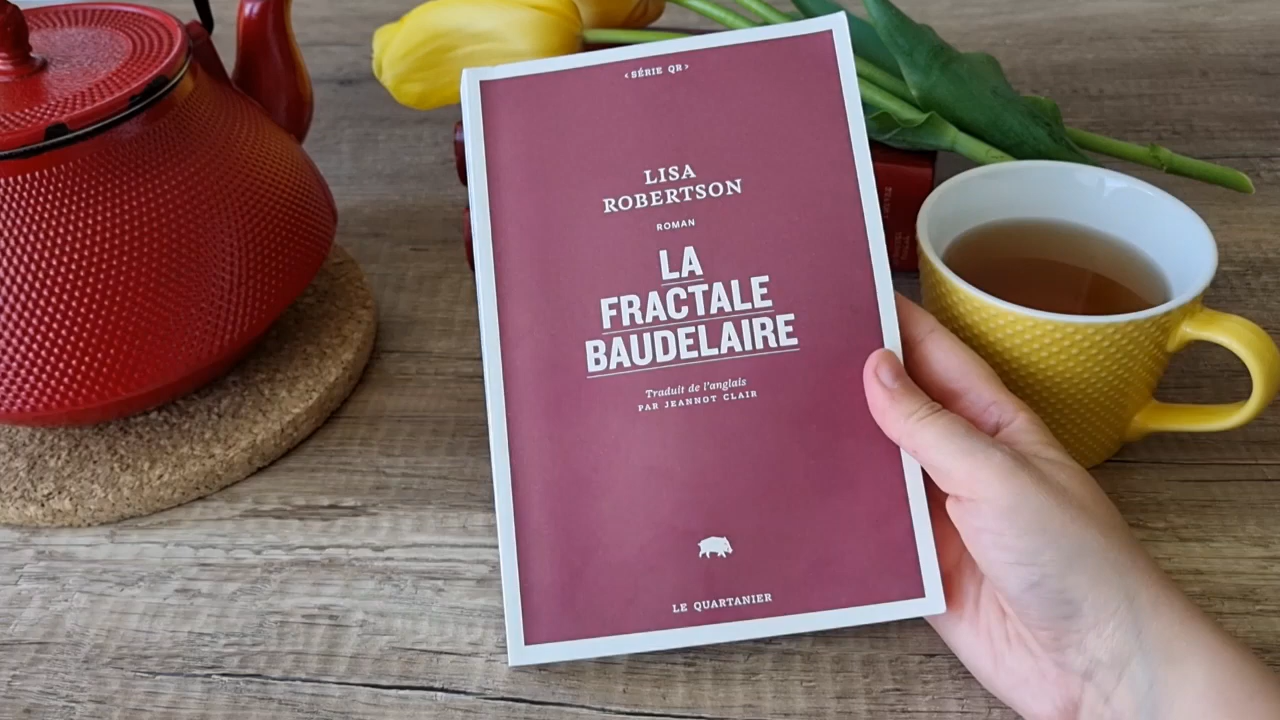 ‹SÉRIE QR›
LISA
ROBERTSON
ROMAN
LA
FRACTALE
BAUDELAIRE
Traduit de l'anglais
PAR JEANNOT CLAIR
LE QUARTANIER